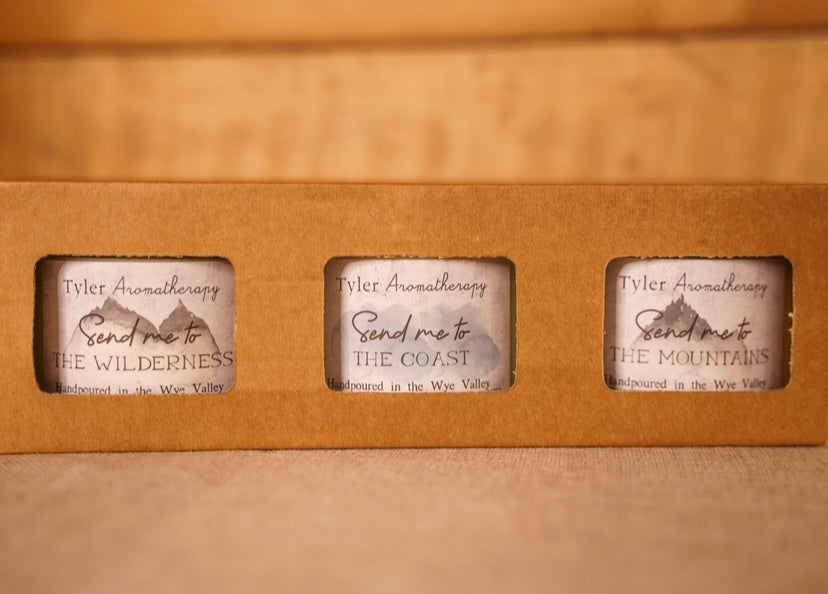 Tyler Aromatherapy
Send me to
THE WILDERNESS
Handpoured in the Wye Valley
Tyler Aromatherapy
Send me to
THE COAST
Handpoured in the Wye Valley
Tyler Aromatherapy
Send me to
THE MOUNTAINS
Handpoured in the Wye Valley